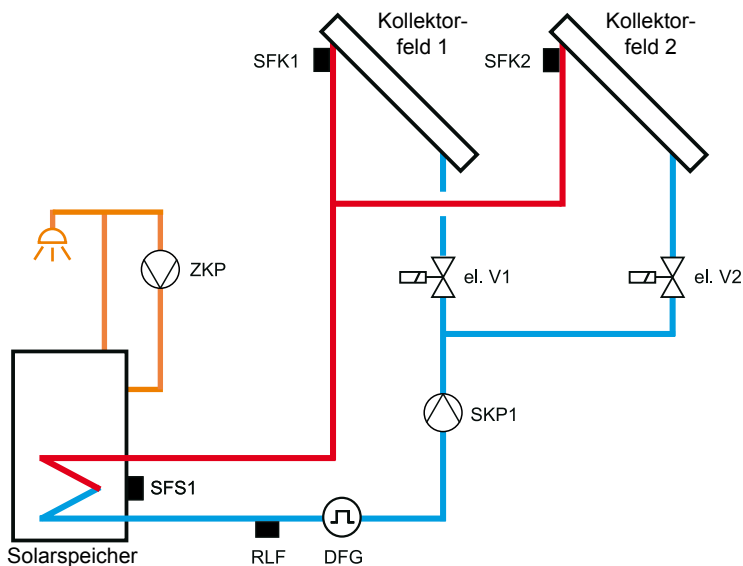 Kollektor-
feld 1
Kollektor-
feld 2
SFK1
SFK2
ZKP
el. V1
el. V2
SKP1
SFS1
Solarspeicher
RLF
DFG